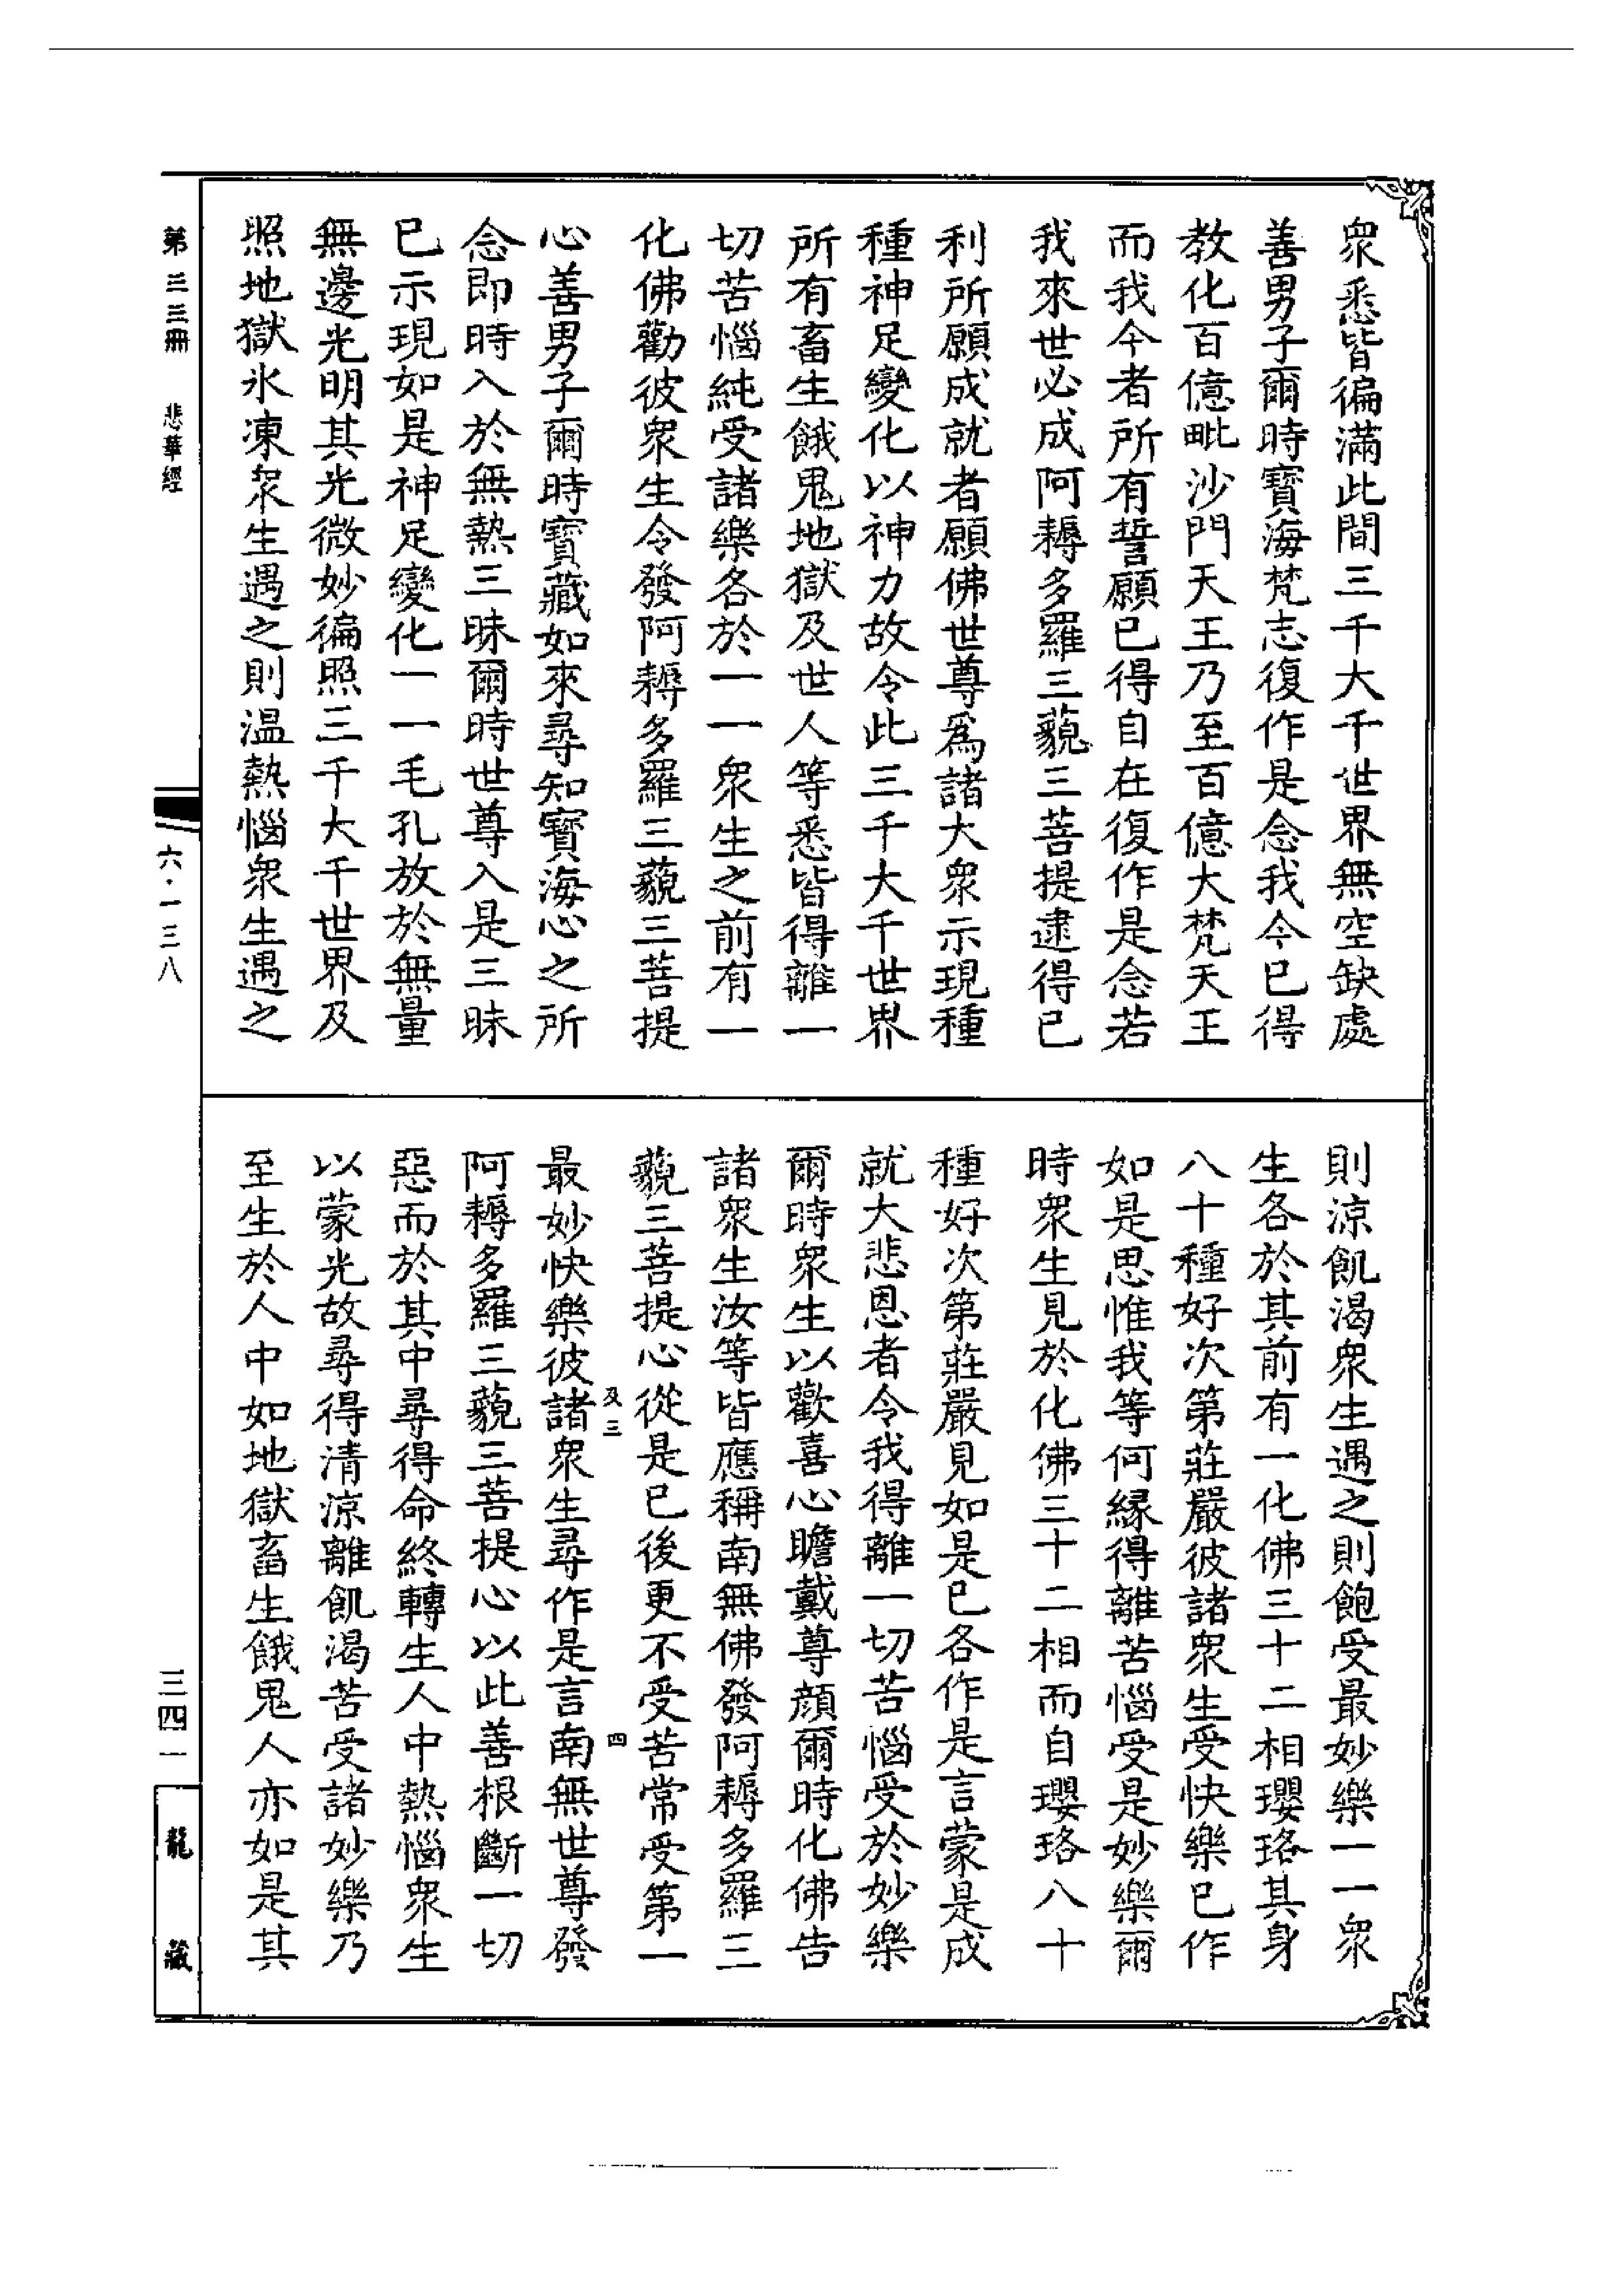 衆悉皆徧滿此間三千大千世界無空缺處
善男子爾時寶海梵志復作是念我今已得
教化百億毗沙門天王乃至百億大梵天王
而我今者所有誓願已得自在復作是念若
我來世必成阿耨多羅三藐三菩提逮得已
利所願成就者願佛世尊爲諸大衆示現種
種神足變化以神力故令此三千大千世界
所有畜生餓鬼地獄及世人等悉皆得離一
切苦惱純受諸樂各於一一衆生之前有一
化佛勸彼衆生令發阿耨多羅三藐三菩提
心善男子爾時寶藏如來尋知寶海心之所
念即時入於無熱三昧爾時世尊入是三昧
已示現如是神足變化一一毛孔放於無量
無邊光明其光微妙徧照三千大千世界及
照地獄氷凍衆生遇之則温熱惱衆生遇之
則涼飢渴衆生遇之則飽受最妙樂一一衆
生各於其前有一化佛三十二相瓔珞其身
八十種好次第莊嚴彼諸衆生受快樂已作
如是思惟我等何縁得離苦惱受是妙樂爾
時衆生見於化佛三十二相而自瓔珞八十
種好次第莊嚴見如是已各作是言蒙是成
就大悲恩者令我得離一切苦惱受於妙樂
爾時衆生以歡喜心瞻戴尊顔爾時化佛告
諸衆生汝等皆應稱南無佛發阿耨多羅三
藐三菩提心從是已後更不受苦常受第一
及三 四
最妙快樂彼諸衆生尋作是言南無世尊發
阿耨多羅三藐三菩提心以此善根斷一切
惡而於其中尋得命終轉生人中熱惱衆生
以蒙光故尋得清涼離飢渴苦受諸妙樂乃
至生於人中如地獄畜生餓鬼人亦如是其
第三三冊 悲華經
六·一三八
三四一
龍藏